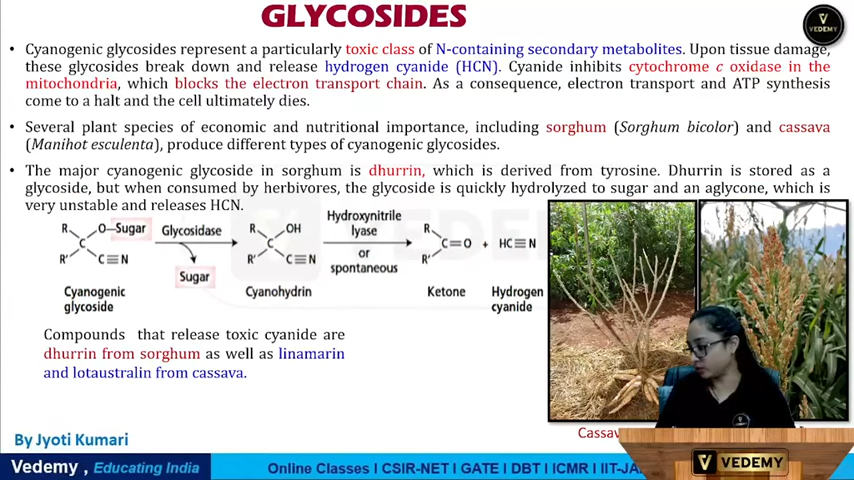 GLYCOSIDES
VEDEMY
• Cyanogenic glycosides represent a particularly toxic class of N-containing secondary metabolites. Upon tissue damage,
these glycosides break down and release hydrogen cyanide (HCN). Cyanide inhibits cytochrome c oxidase in the
mitochondria, which blocks the electron transport chain. As a consequence, electron transport and ATP synthesis
come to a halt and the cell ultimately dies.
• Several plant species of economic and nutritional importance, including sorghum (Sorghum bicolor) and cassava
(Manihot esculenta), produce different types of cyanogenic glycosides.
• The major cyanogenic glycoside in sorghum is dhurrin, which is derived from tyrosine. Dhurrin is stored as a
glycoside, but when consumed by herbivores, the glycoside is quickly hydrolyzed to sugar and an aglycone, which is
very unstable and releases HCN.
R O—Sugar Glycosidase R OH Hydroxynitrile lyase R
C C or spontaneous C=O + HC≡N
R' C≡N Sugar R' C≡N R'
Cyanogenic glycoside Cyanohydrin Ketone Hydrogen cyanide
Compounds that release toxic cyanide are
dhurrin from sorghum as well as linamarin
and lotaustralin from cassava.
By Jyoti Kumari
VEDEMY
Vedemy , Educating India
Online Classes I CSIR-NET I GATE I DBT I ICMR I